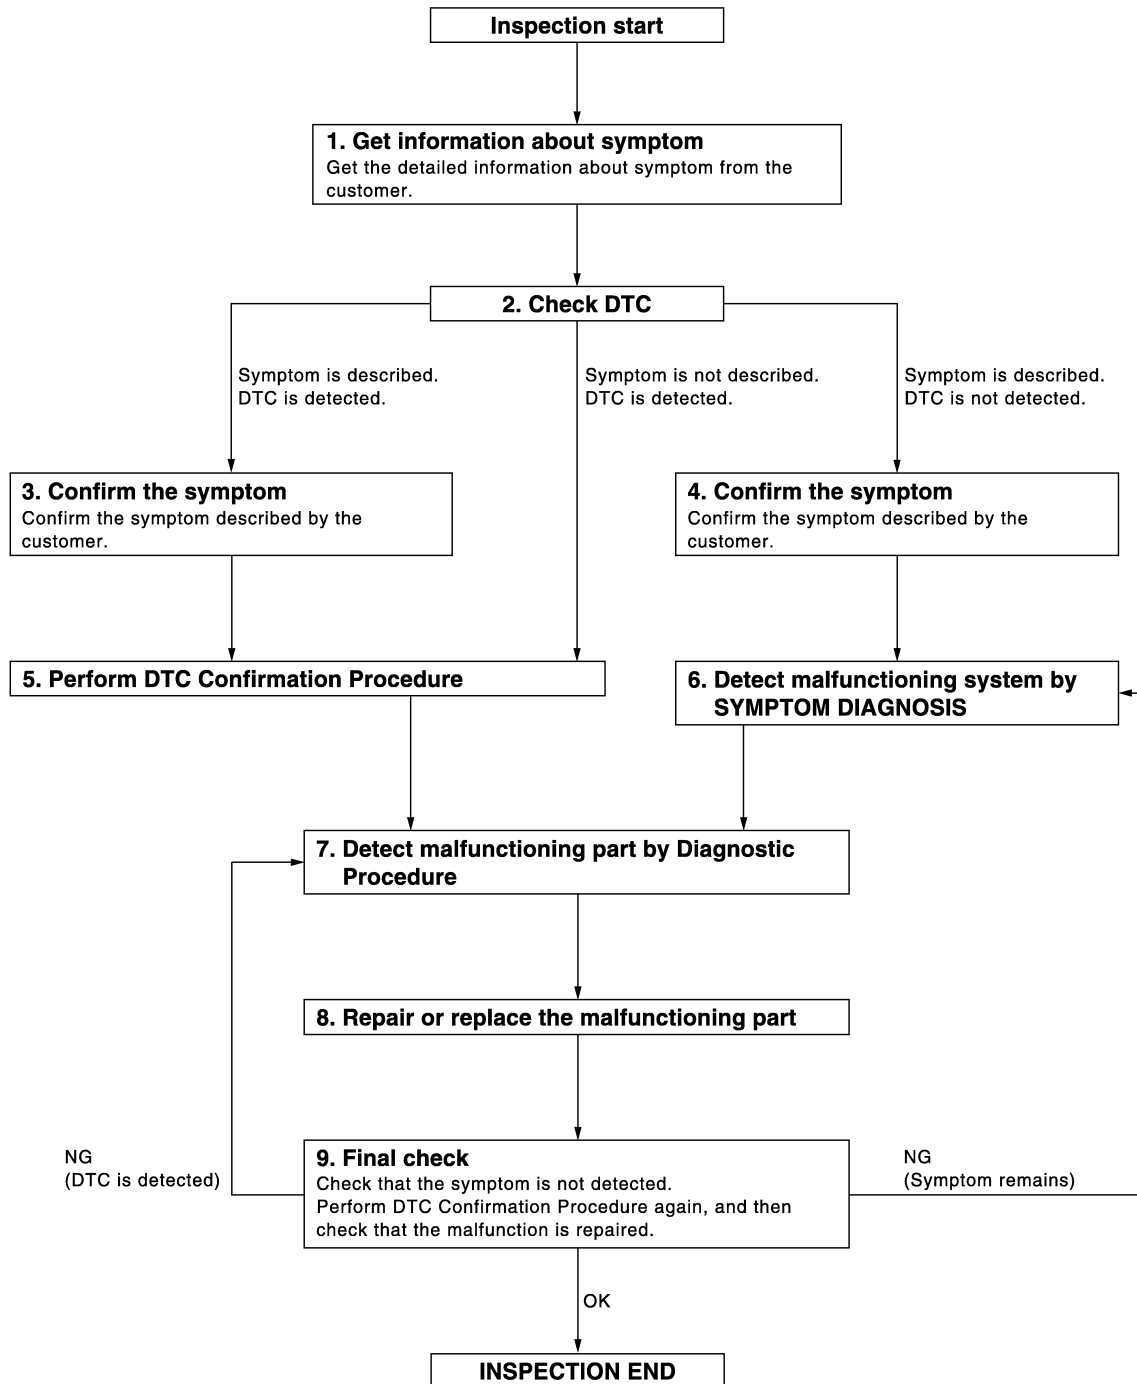 Inspection start
1. Get information about symptom
Get the detailed information about symptom from the
customer.
2. Check DTC
Symptom is described.
DTC is detected.
Symptom is not described.
DTC is detected.
Symptom is described.
DTC is not detected.
3. Confirm the symptom
Confirm the symptom described by the
customer.
4. Confirm the symptom
Confirm the symptom described by the
customer.
5. Perform DTC Confirmation Procedure
6. Detect malfunctioning system by
SYMPTOM DIAGNOSIS
7. Detect malfunctioning part by Diagnostic
Procedure
8. Repair or replace the malfunctioning part
NG
(DTC is detected)
9. Final check
Check that the symptom is not detected.
Perform DTC Confirmation Procedure again, and then
check that the malfunction is repaired.
NG
(Symptom remains)
OK
INSPECTION END